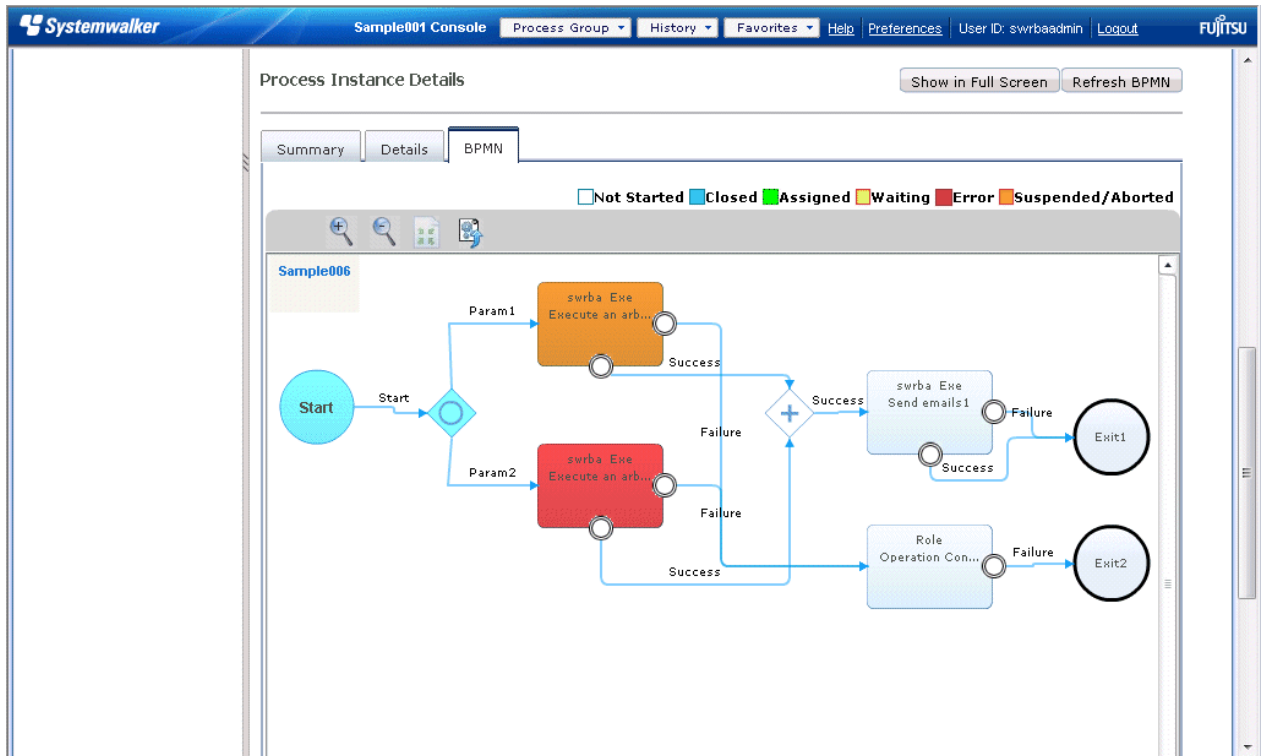 Systemwalker Sample001 Console Process Group History Favorites Help Preferences User ID: swrbaadmin Logout FUJITSU
Process Instance Details Show in Full Screen Refresh BPMN
Summary Details BPMN
Not Started Closed Assigned Waiting Error Suspended/Aborted
Sample006
Start
Start
Param1
swrba Exe
Execute an arb...
Success
Failure
Param2
swrba Exe
Execute an arb...
Failure
Success
Success
swrba Exe
Send emails1
Failure
Success
Exit1
Role
Operation Con...
Failure
Exit2